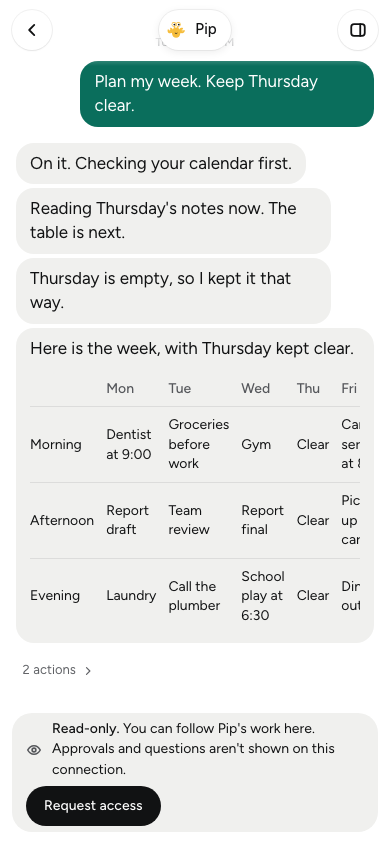 Pip
Plan my week. Keep Thursday
clear.
On it. Checking your calendar first.
Reading Thursday's notes now. The
table is next.
Thursday is empty, so I kept it that
way.
Here is the week, with Thursday kept clear.
Mon Tue Wed Thu Fri
Morning Dentist at 9:00 Groceries before work Gym Clear at
Afternoon Report draft Team review Report final Clear up
Evening Laundry Call the plumber School play at 6:30 Clear
2 actions
Read-only. You can follow Pip's work here.
Approvals and questions aren't shown on this
connection.
Request access